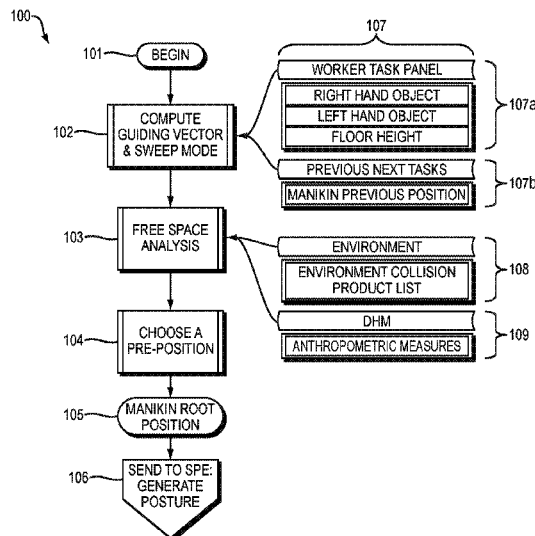 100
101
BEGIN
102
COMPUTE
GUIDING VECTOR
& SWEEP MODE
103
FREE SPACE
ANALYSIS
104
CHOOSE A
PRE-POSITION
105
MANIKIN ROOT
POSITION
106
SEND TO SPE:
GENERATE
POSTURE
107
WORKER TASK PANEL
RIGHT HAND OBJECT
LEFT HAND OBJECT
FLOOR HEIGHT
107a
PREVIOUS NEXT TASKS
MANIKIN PREVIOUS POSITION
107b
ENVIRONMENT
ENVIRONMENT COLLISION
PRODUCT LIST
108
DHM
ANTHROPOMETRIC MEASURES
109